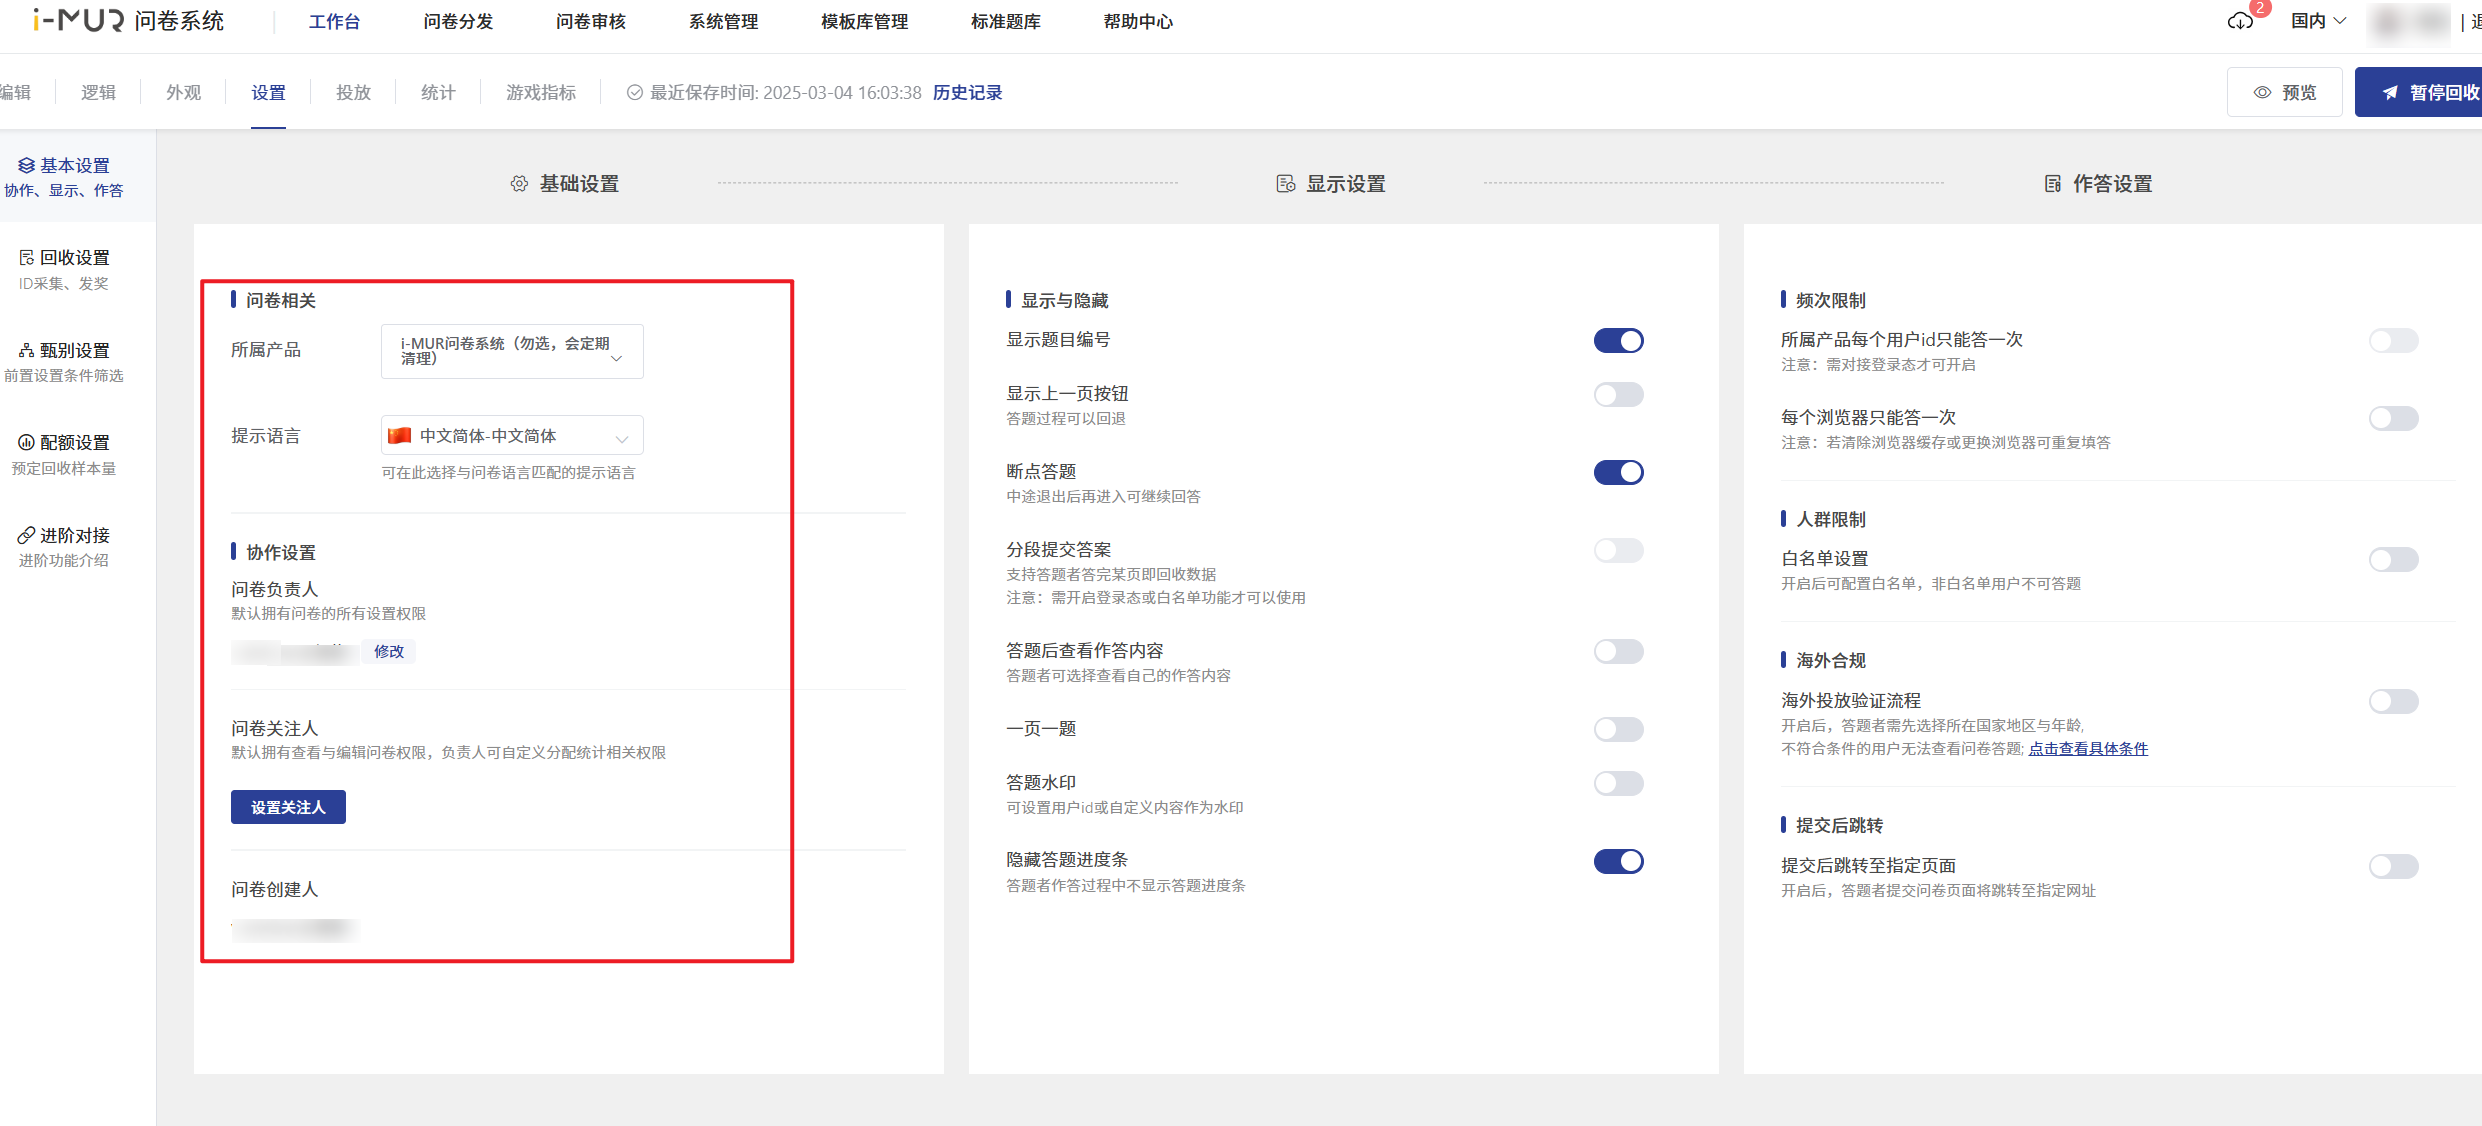 i-MUR 问卷系统
工作台
问卷分发
问卷审核
系统管理
模板库管理
标准题库
帮助中心
2
国内
编辑
逻辑
外观
设置
投放
统计
游戏指标
最近保存时间: 2025-03-04 16:03:38 历史记录
预览
暂停回收
基本设置
协作、显示、作答
回收设置
ID采集、发奖
甄别设置
前置设置条件筛选
配额设置
预定回收样本量
进阶对接
进阶功能介绍
基础设置
问卷相关
所属产品
i-MUR问卷系统（勿选，会定期
清理）
提示语言
中文简体-中文简体
可在此选择与问卷语言匹配的提示语言
协作设置
问卷负责人
默认拥有问卷的所有设置权限
修改
问卷关注人
默认拥有查看与编辑问卷权限，负责人可自定义分配统计相关权限
设置关注人
问卷创建人
显示设置
显示与隐藏
显示题目编号
显示上一页按钮
答题过程可以回退
断点答题
中途退出后再进入可继续回答
分段提交答案
支持答题者答完某页即回收数据
注意：需开启登录态或白名单功能才可以使用
答题后查看作答内容
答题者可选择查看自己的作答内容
一页一题
答题水印
可设置用户id或自定义内容作为水印
隐藏答题进度条
答题者作答过程中不显示答题进度条
作答设置
频次限制
所属产品每个用户id只能答一次
注意：需对接登录态才可开启
每个浏览器只能答一次
注意：若清除浏览器缓存或更换浏览器可重复填答
人群限制
白名单设置
开启后可配置白名单，非白名单用户不可答题
海外合规
海外投放验证流程
开启后，答题者需先选择所在国家地区与年龄,
不符合条件的用户无法查看问卷答题; 点击查看具体条件
提交后跳转
提交后跳转至指定页面
开启后，答题者提交问卷页面将跳转至指定网址